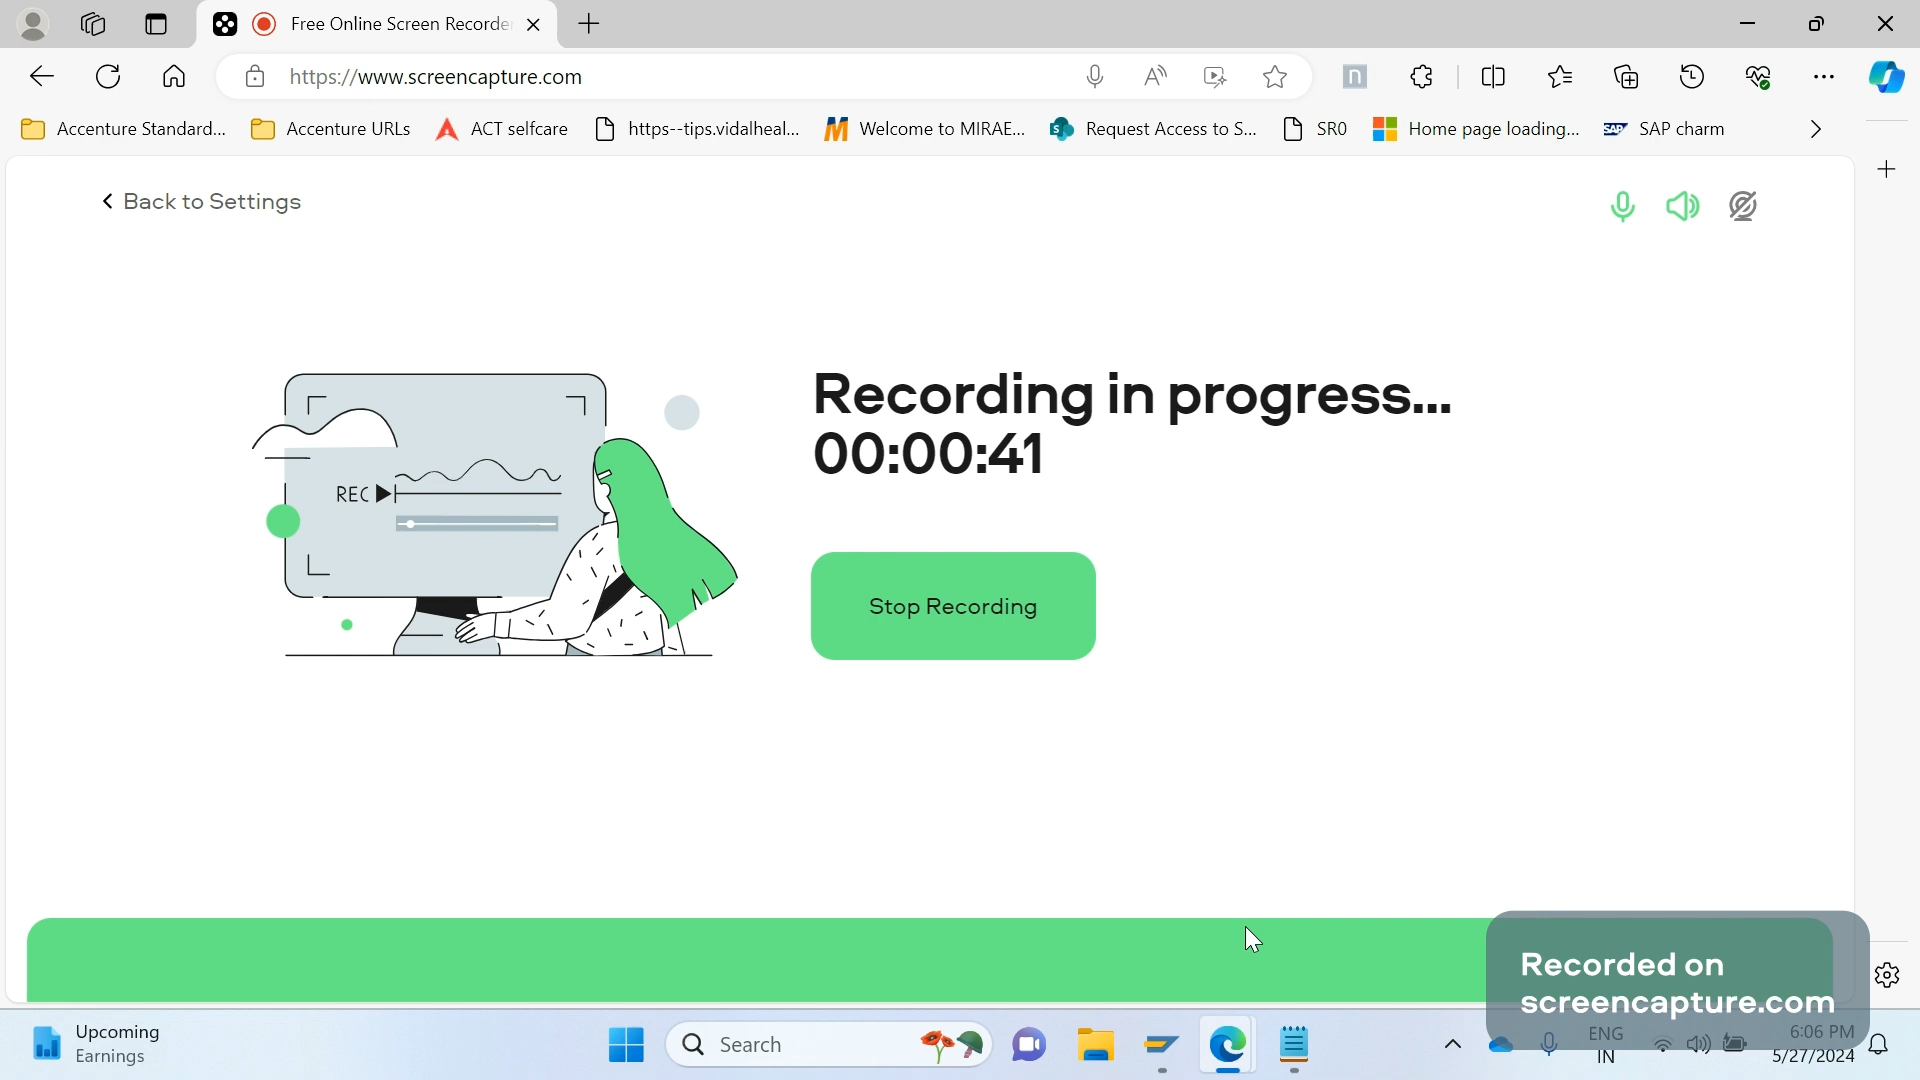 Free Online Screen Recorde
https://www.screencapture.com
Accenture Standard...
Accenture URLs
ACT selfcare
https--tips.vidalheal...
Welcome to MIRAE...
Request Access to S...
SR0
Home page loading...
SAP
SAP charm
Back to Settings
Recording in progress...
00:00:41
REC
Stop Recording
Recorded on
screencapture.com
Upcoming
Earnings
Search
ENG
IN
6:06 PM
5/27/2024